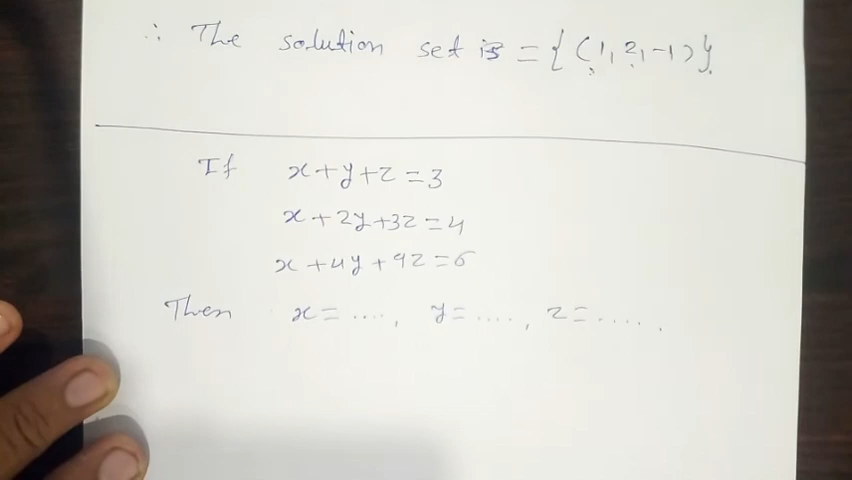 ∴ The solution set is = {(1, 2, -1)}.
If x+y+z=3
x+2y+3z=4
x+4y+9z=6
Then x=...., y=...., z=.....